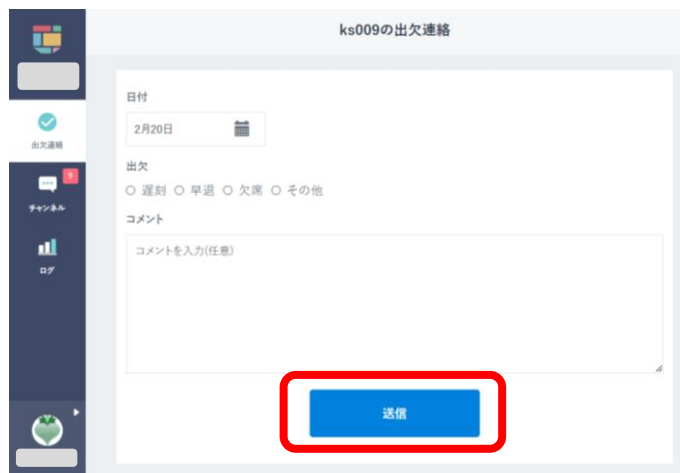 ks009の出欠連絡
出欠連絡
9
チャンネル
ログ
日付
2月20日
出欠
遅刻 早退 欠席 その他
コメント
コメントを入力(任意)
送信